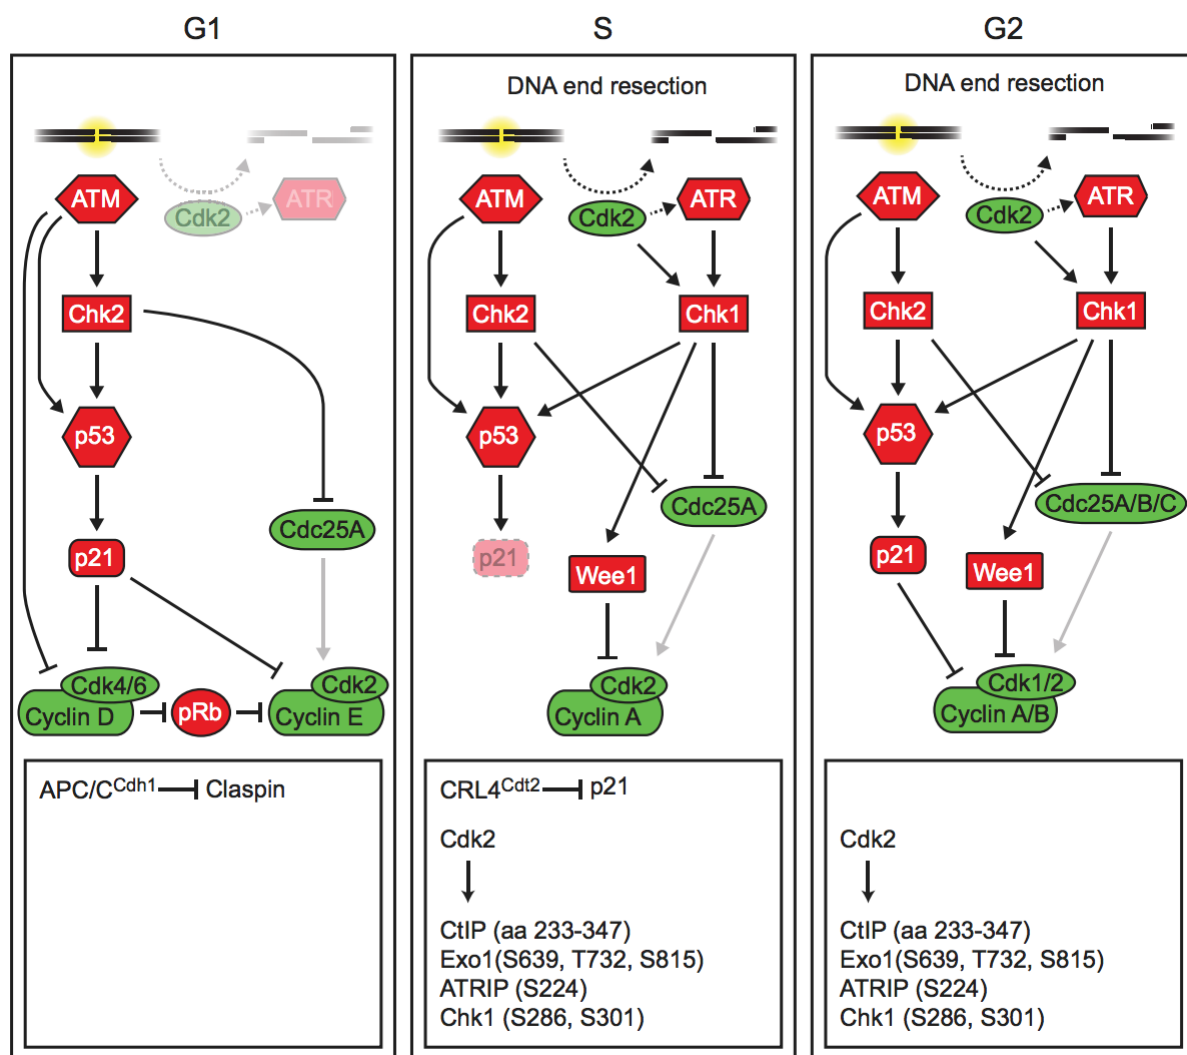 G1
ATM
Cdk2
ATR
Chk2
p53
Cdc25A
p21
Cdk4/6
Cyclin D
pRb
Cdk2
Cyclin E
APC/C^Cdh1 Claspin
S
DNA end resection
ATM
Cdk2
ATR
Chk2
Chk1
p53
Cdc25A
p21
Wee1
Cdk2
Cyclin A
CRL4^Cdt2 p21
Cdk2
CtIP (aa 233-347)
Exo1(S639, T732, S815)
ATRIP (S224)
Chk1 (S286, S301)
G2
DNA end resection
ATM
Cdk2
ATR
Chk2
Chk1
p53
Cdc25A/B/C
p21
Wee1
Cdk1/2
Cyclin A/B
Cdk2
CtIP (aa 233-347)
Exo1(S639, T732, S815)
ATRIP (S224)
Chk1 (S286, S301)